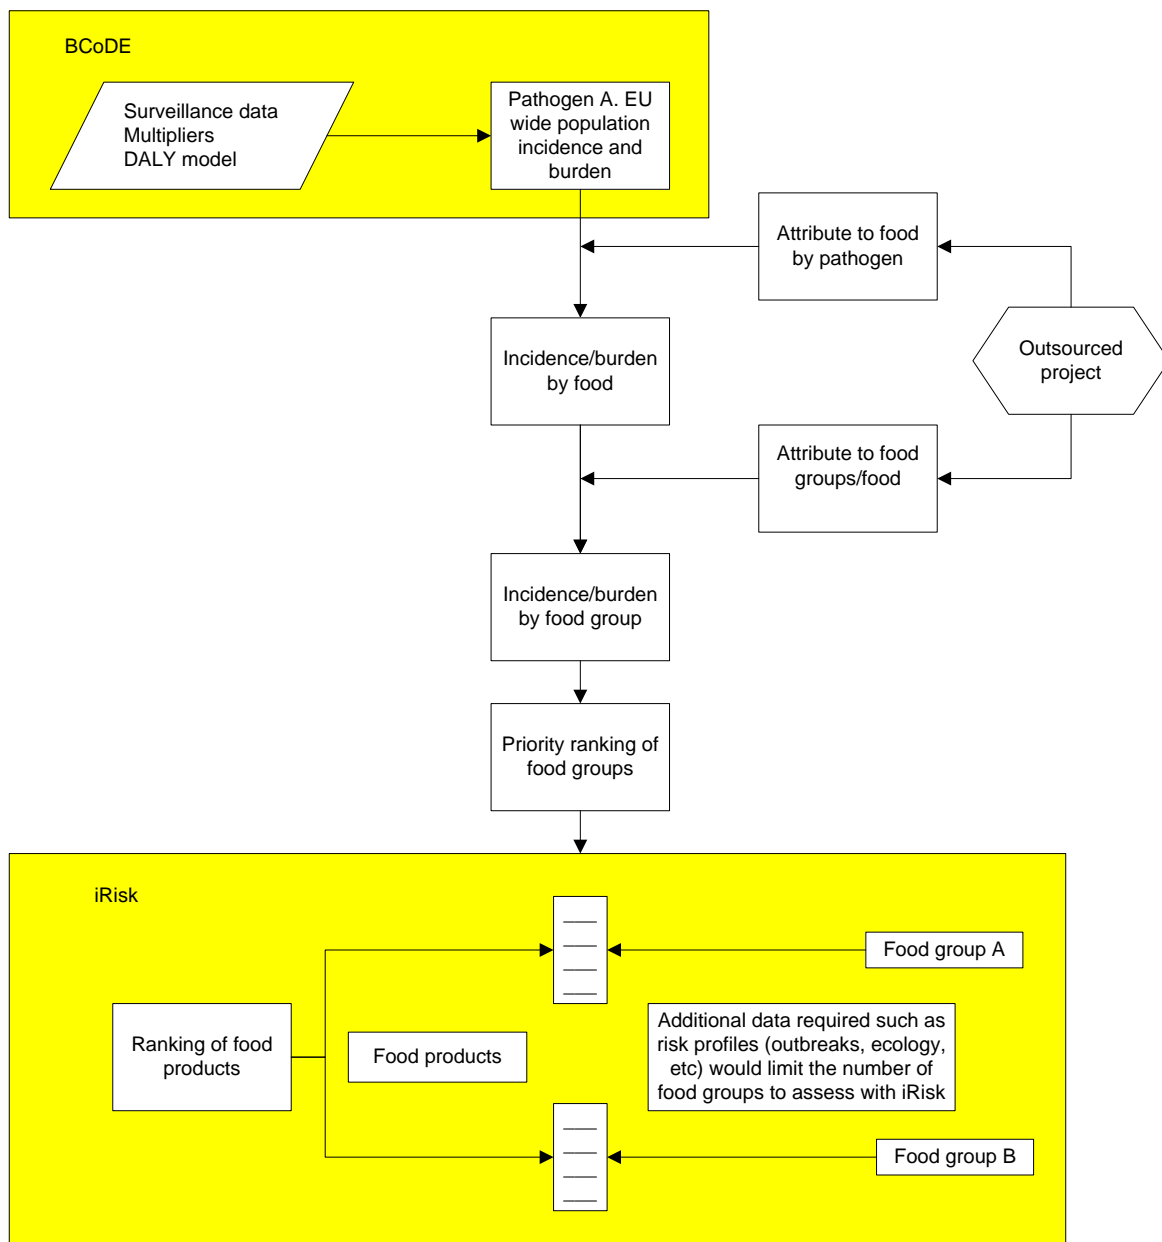 BCoDE
Surveillance data
Multipliers
DALY model
Pathogen A. EU
wide population
incidence and
burden
Attribute to food
by pathogen
Outsourced
project
Incidence/burden
by food
Attribute to food
groups/food
Incidence/burden
by food group
Priority ranking of
food groups
iRisk
Food group A
Ranking of food
products
Food products
Additional data required such as
risk profiles (outbreaks, ecology,
etc) would limit the number of
food groups to assess with iRisk
Food group B